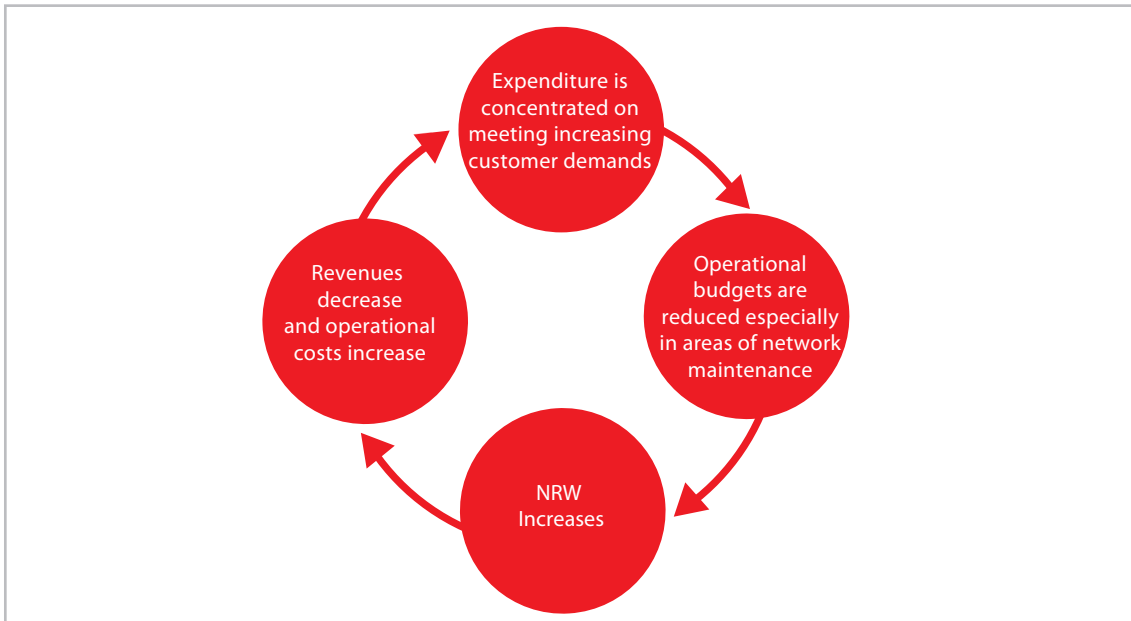 Expenditure is
concentrated on
meeting increasing
customer demands
Operational
budgets are
reduced especially
in areas of network
maintenance
NRW
Increases
Revenues
decrease
and operational
costs increase